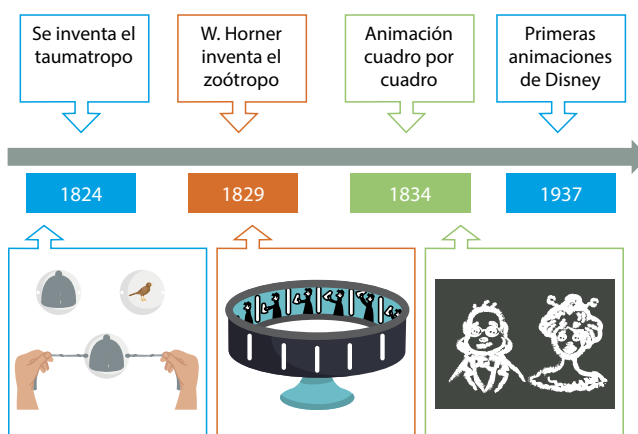 Se inventa el
taumatropo
W. Horner
inventa el
zoótropo
Animación
cuadro por
cuadro
Primeras
animaciones
de Disney
1824
1829
1834
1937